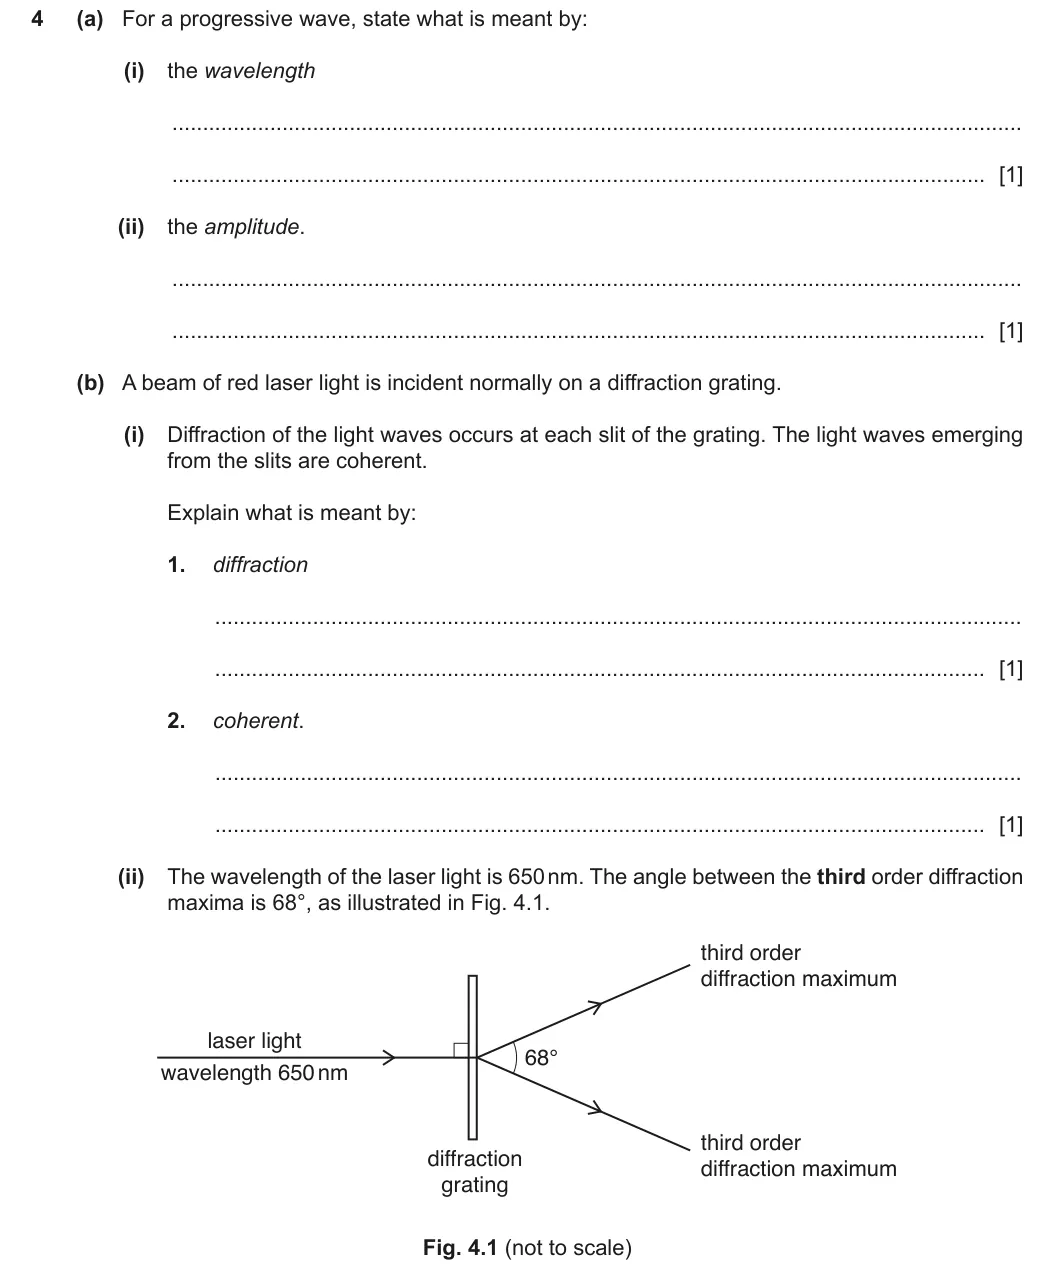 4 (a) For a progressive wave, state what is meant by:
(i) the wavelength
..........................................................................................................................................
.................................................................................................................................... [1]
(ii) the amplitude.
..........................................................................................................................................
.................................................................................................................................... [1]
(b) A beam of red laser light is incident normally on a diffraction grating.
(i) Diffraction of the light waves occurs at each slit of the grating. The light waves emerging
from the slits are coherent.
Explain what is meant by:
1. diffraction
...................................................................................................................................
............................................................................................................................. [1]
2. coherent.
...................................................................................................................................
............................................................................................................................. [1]
(ii) The wavelength of the laser light is 650 nm. The angle between the third order diffraction
maxima is 68°, as illustrated in Fig. 4.1.
third order
diffraction maximum
laser light
68°
wavelength 650 nm
third order
diffraction maximum
diffraction
grating
Fig. 4.1 (not to scale)